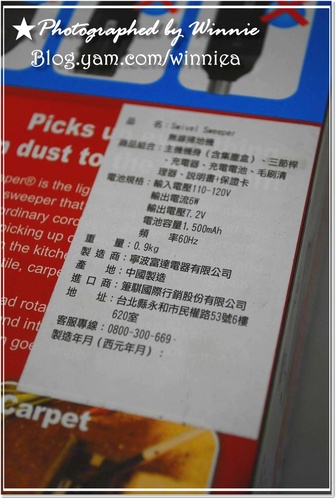 ★ Photographed by Winnie
Blog.yam.com/winniea
Picks u
n dust to the
per® is the lig
sweeper that
ordinary cord
picking up
n the kitche
tile, carpe
ad rota
and int
n goe
Carpet
品　名：Swivel Sweeper
無線掃地機
商品組合：主機機身（含集塵盒）、三節桿
、充電器、充電電池、毛刷清
理器、說明書+保證卡
電池規格：輸入電壓110-120V
輸出電流6W
輸出電壓7.2V
電池容量1,500mAh
頻　率60Hz
重　量：0.9kg
製造商：寧波富達電器有限公司
產　地：中國製造
進口商：箑騏國際行銷股份有限公司
地　址：台北縣永和市民權路53號6樓
620室
客服專線：0800-300-669
製造年月（西元年月）：